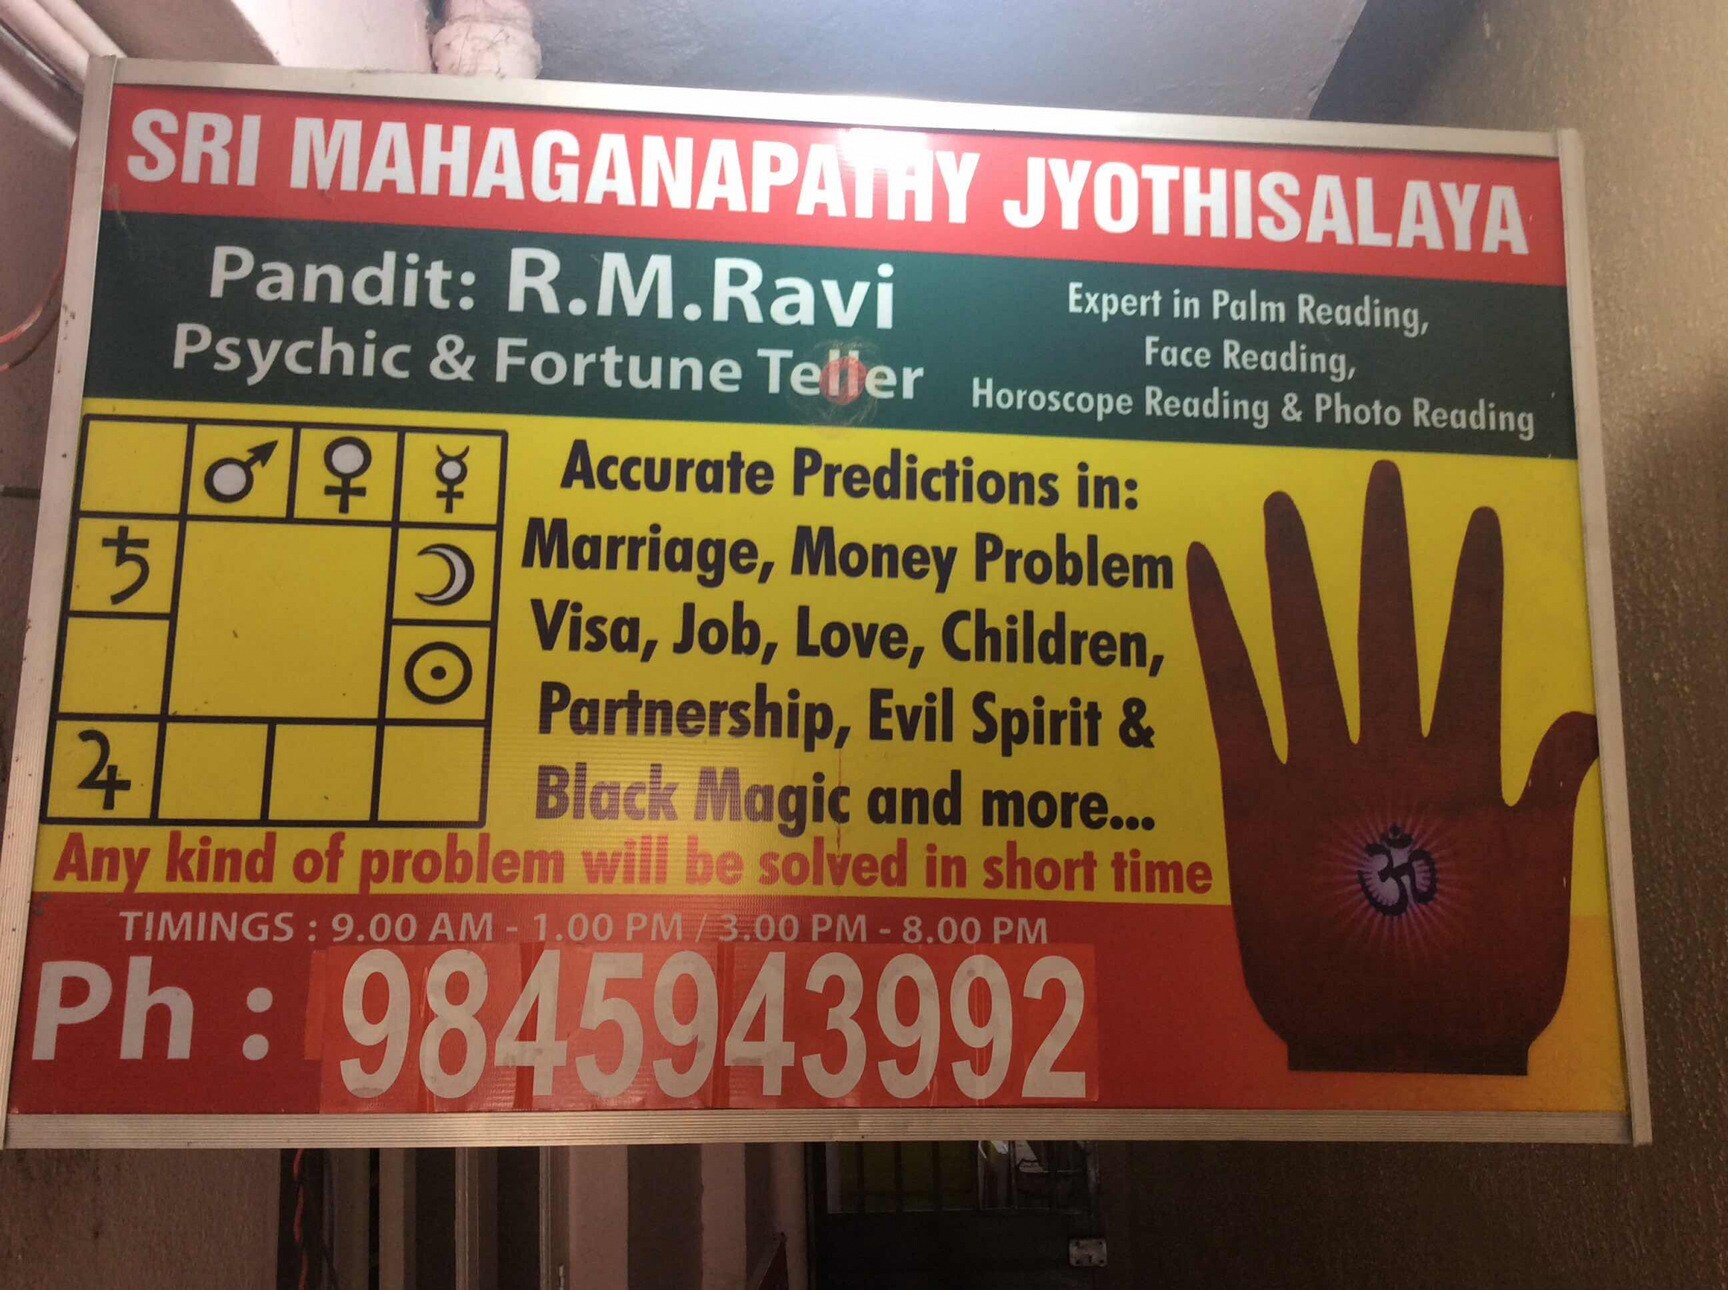 SRI MAHAGANAPATHY JYOTHISALAYA
Pandit: R.M.Ravi
Psychic & Fortune Teller
Expert in Palm Reading,
Face Reading,
Horoscope Reading & Photo Reading
Accurate Predictions in:
Marriage, Money Problem
Visa, Job, Love, Children,
Partnership, Evil Spirit &
Black Magic and more...
Any kind of problem will be solved in short time
TIMINGS : 9.00 AM - 1.00 PM / 3.00 PM - 8.00 PM
Ph : 9845943992
ॐ